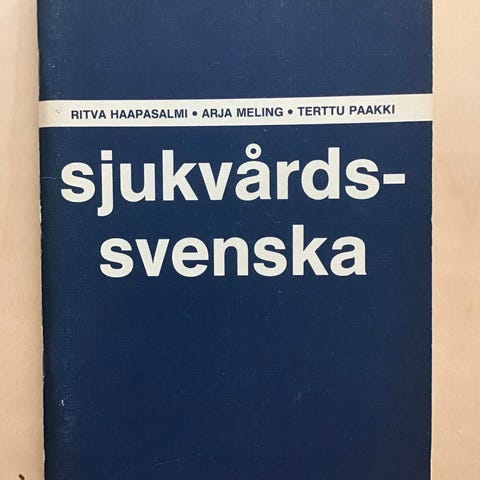 RITVA HAAPASALMI • ARJA MELING • TERTTU PAAKKI
sjukvårds-
svenska